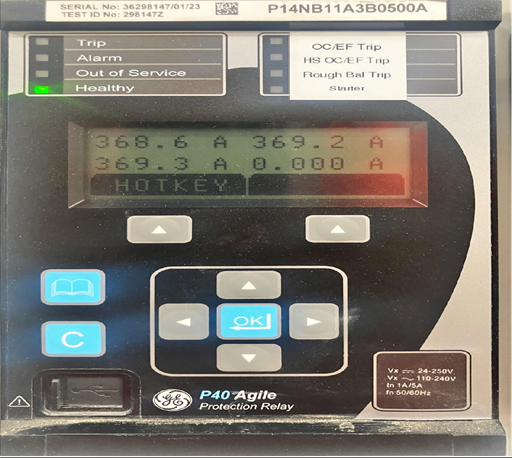 SERIAL No: 36298147/01/23
TEST ID No: 298147Z
P14NB11A3B0500A
Trip
Alarm
Out of Service
Healthy
OC/EF Trip
HS OC/EF Trip
Rough Bal Trip
Starter
368.6 A 369.2 A
369.3 A 0.000 A
HOTKEY
OK
C
GE
P40 Agile
Protection Relay
Vx ⎓ 24-250V
Vx ~ 110-240V
In 1A/5A
fn 50/60Hz